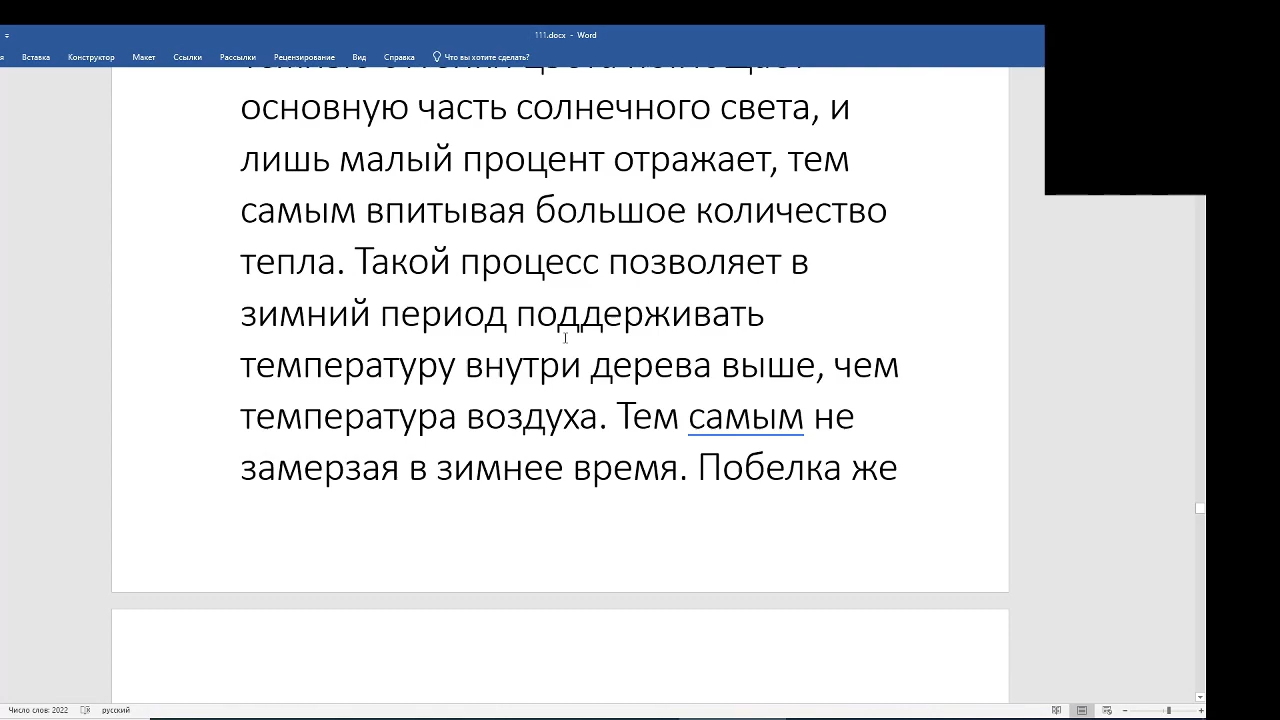 111.docx - Word
я Вставка Конструктор Макет Ссылки Рассылки Рецензирование Вид Справка Что вы хотите сделать?
основную часть солнечного света, и
лишь малый процент отражает, тем
самым впитывая большое количество
тепла. Такой процесс позволяет в
зимний период поддерживать
температуру внутри дерева выше, чем
температура воздуха. Тем самым не
замерзая в зимнее время. Побелка же
Число слов: 2022 русский